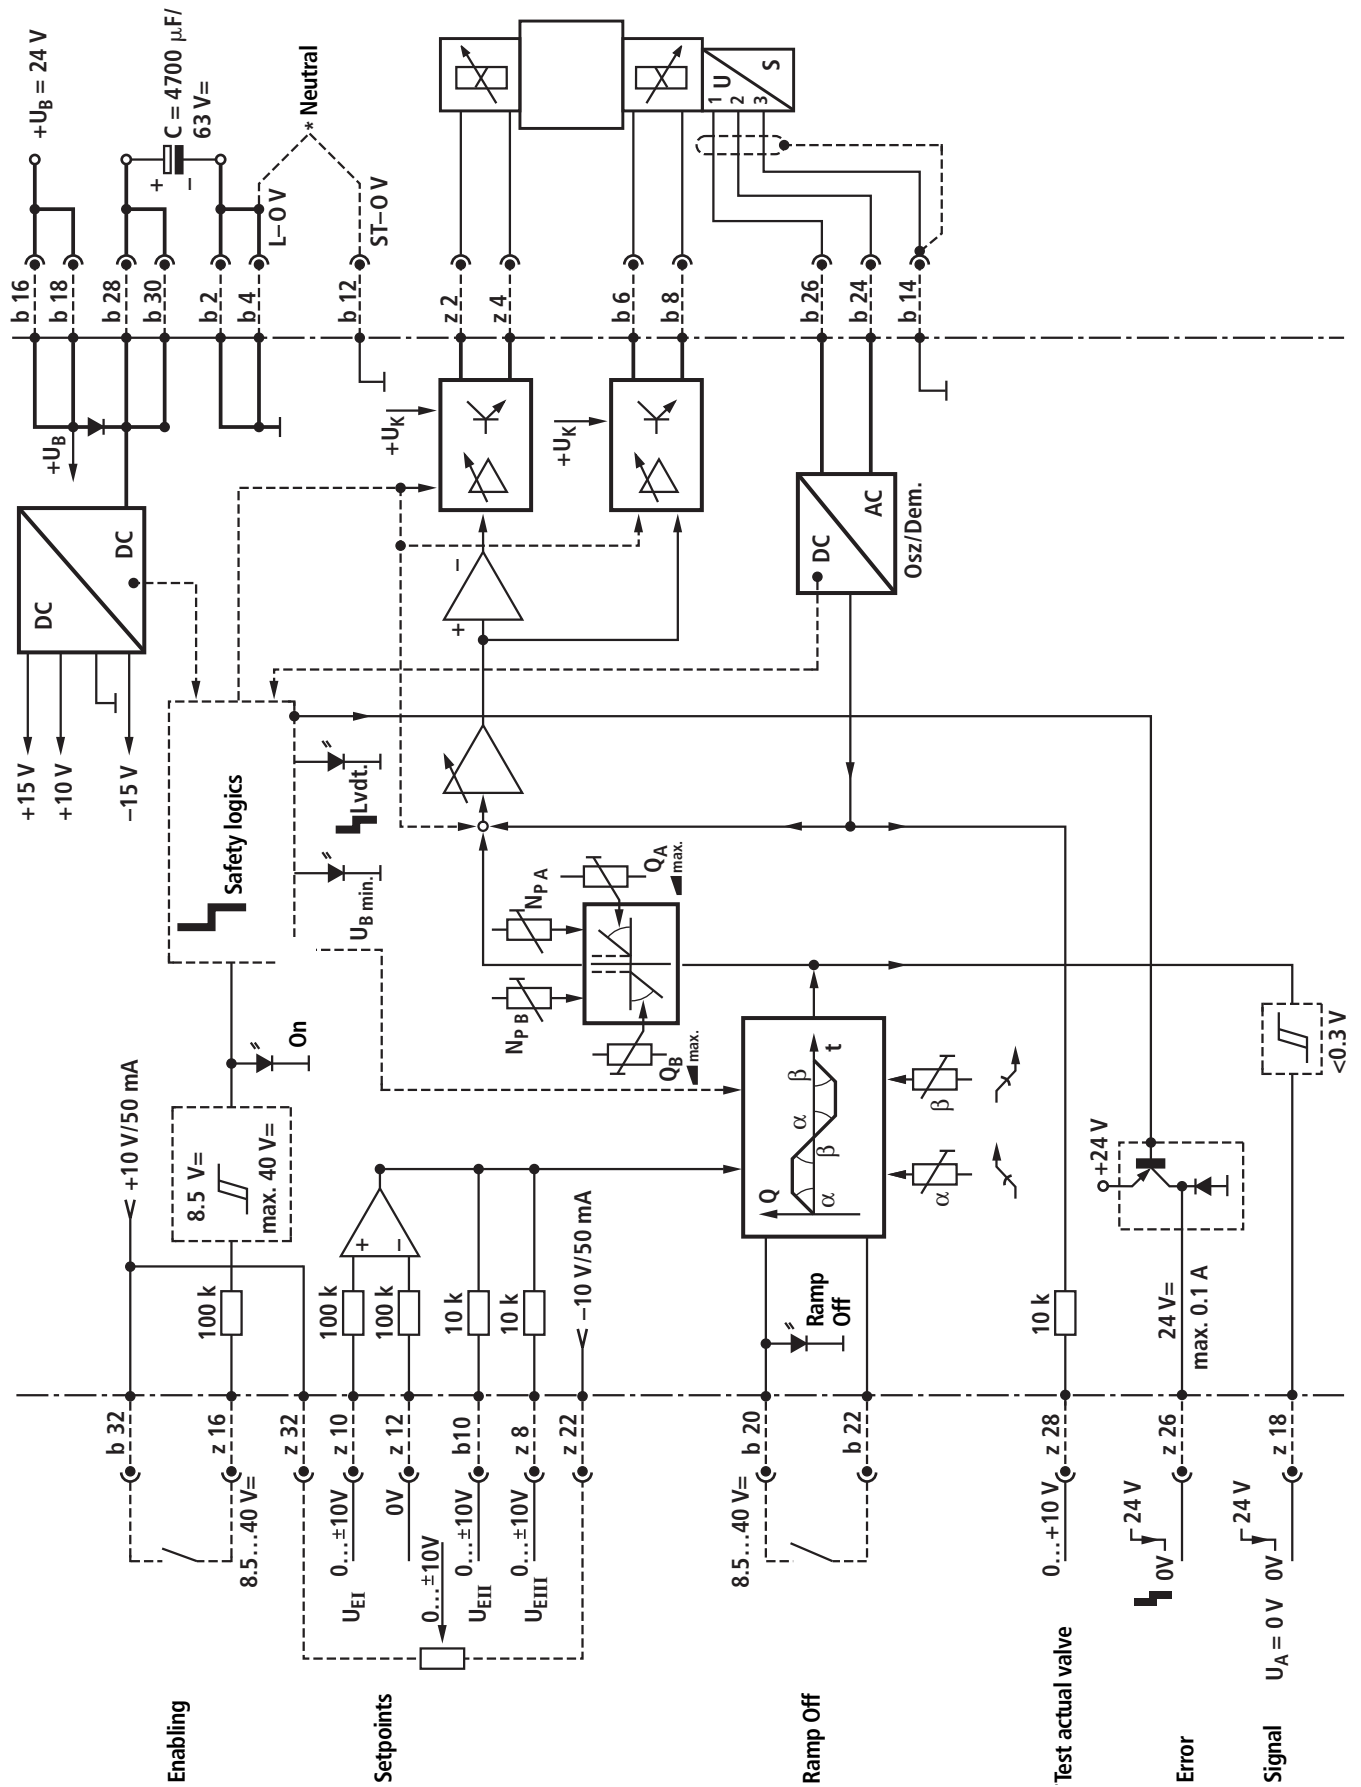 +U_B = 24 V
C = 4700 µF/
63 V=
+
–
* Neutral
L–O V
ST–O V
b 16
b 18
b 28
b 30
b 2
b 4
b 12
z 2
z 4
b 6
b 8
b 26
b 24
b 14
1
2
3
U
S
+U_B
+U_K
+U_K
DC
DC
DC
AC
Osz/Dem.
+15 V
+10 V
–15 V
–
+
Safety logics
U_B min.
Lvdt.
On
N_P A
N_P B
Q_A max.
Q_B max.
+10 V/50 mA
8.5 V=
max. 40 V=
100 k
100 k
100 k
10 k
10 k
–10 V/50 mA
+
–
Q
t
α
β
α
β
α
β
Ramp
Off
10 k
+24 V
24 V=
max. 0.1 A
<0.3 V
b 32
z 16
z 32
z 10
z 12
b10
z 8
z 22
b 20
b 22
z 28
z 26
z 18
Enabling
8.5...40 V=
Setpoints
U_EI
0...±10V
0V
0...±10V
U_EII
0...±10V
U_EIII
0...±10V
Ramp Off
8.5...40 V=
Test actual valve
0...+10 V
Error
0V
24 V
Signal
U_A = 0 V
0V
24 V